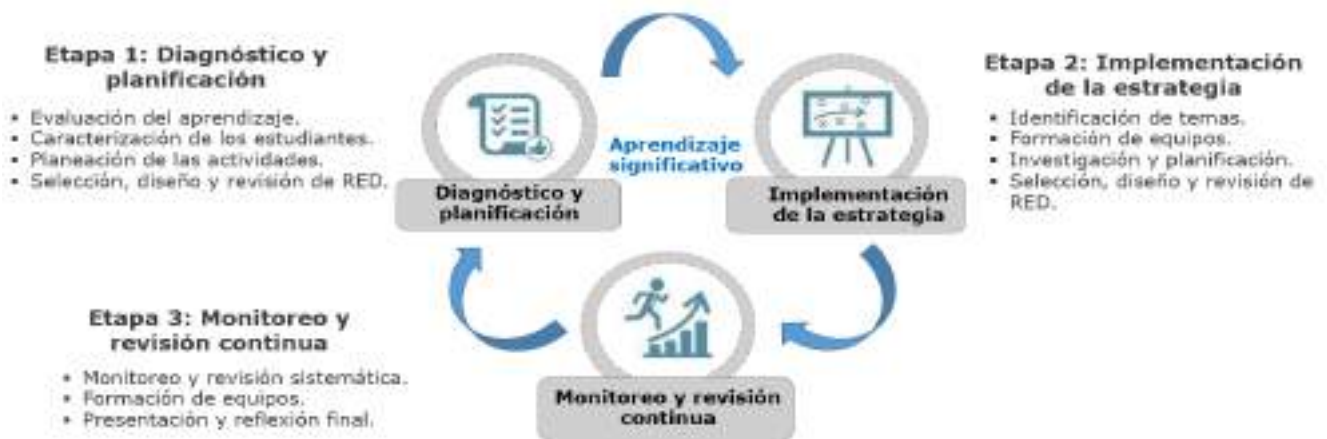 Etapa 1: Diagnóstico y
planificación
• Evaluación del aprendizaje.
• Caracterización de los estudiantes.
• Planeación de las actividades.
• Selección, diseño y revisión de RED.
Aprendizaje
significativo
Diagnóstico y
planificación
Implementación
de la estrategia
Etapa 2: Implementación
de la estrategia
• Identificación de temas.
• Formación de equipos.
• Investigación y planificación.
• Selección, diseño y revisión de
RED.
Etapa 3: Monitoreo y
revisión continua
• Monitoreo y revisión sistemática.
• Formación de equipos.
• Presentación y reflexión final.
Monitoreo y revisión
continua